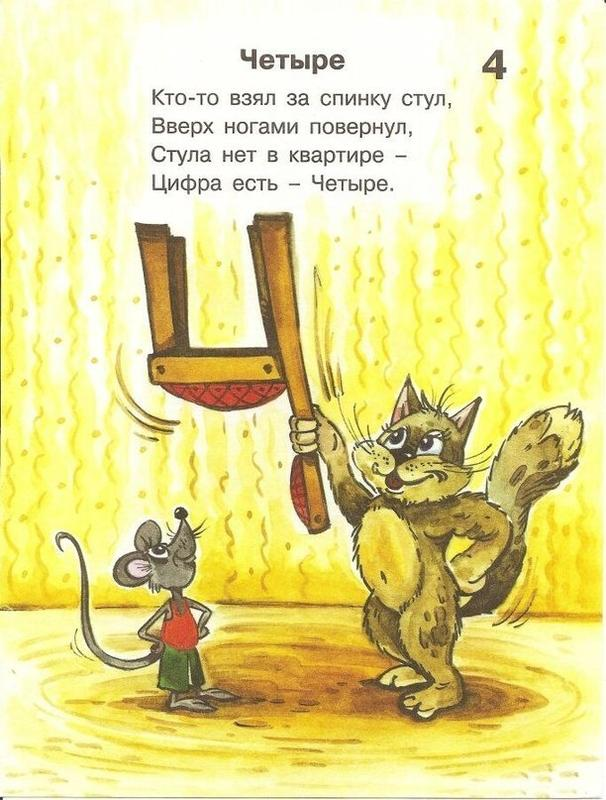 Четыре
4
Кто-то взял за спинку стул,
Вверх ногами повернул,
Стула нет в квартире –
Цифра есть – Четыре.